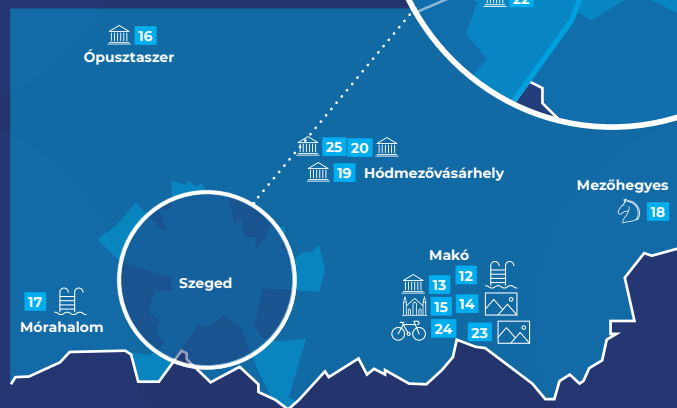 22
16
Ópusztaszer
25 20
19 Hódmezővásárhely
Mezőhegyes
18
Szeged
Makó
13 12
15 14
24 23
17
Mórahalom